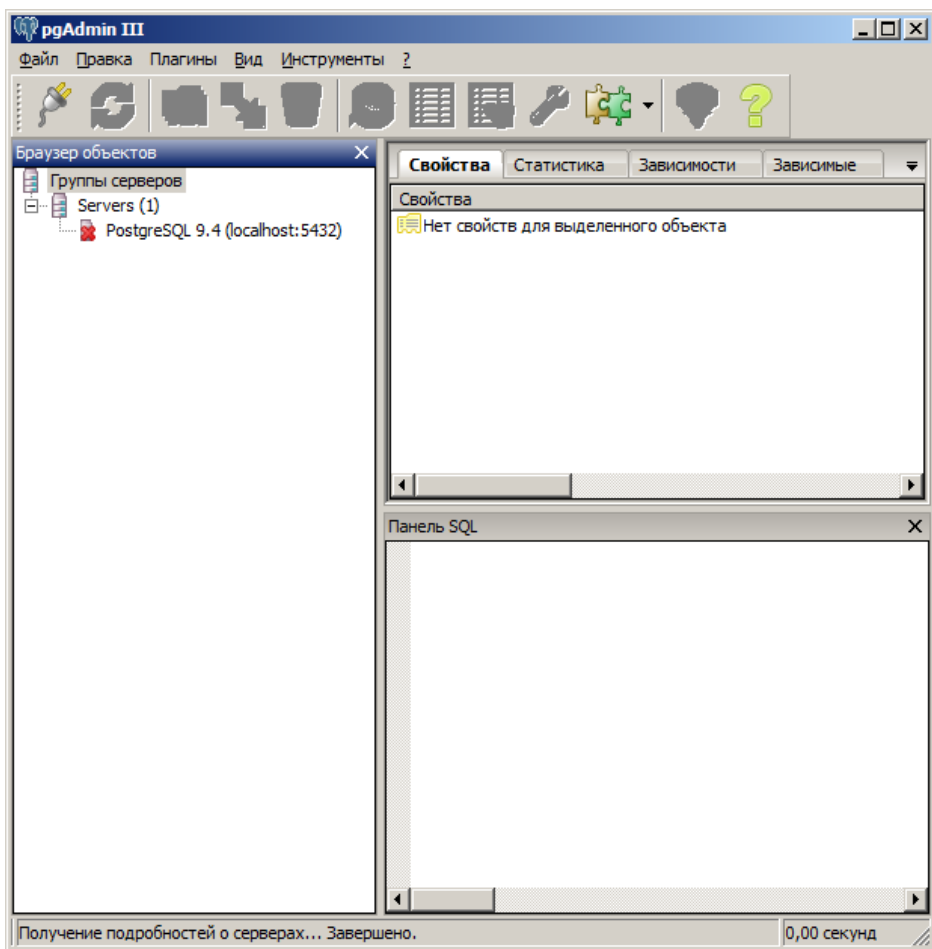 pgAdmin III
Файл Правка Плагины Вид Инструменты ?
Браузер объектов
Группы серверов
Servers (1)
PostgreSQL 9.4 (localhost:5432)
Свойства Статистика Зависимости Зависимые
Свойства
Нет свойств для выделенного объекта
Панель SQL
Получение подробностей о серверах... Завершено.
0,00 секунд